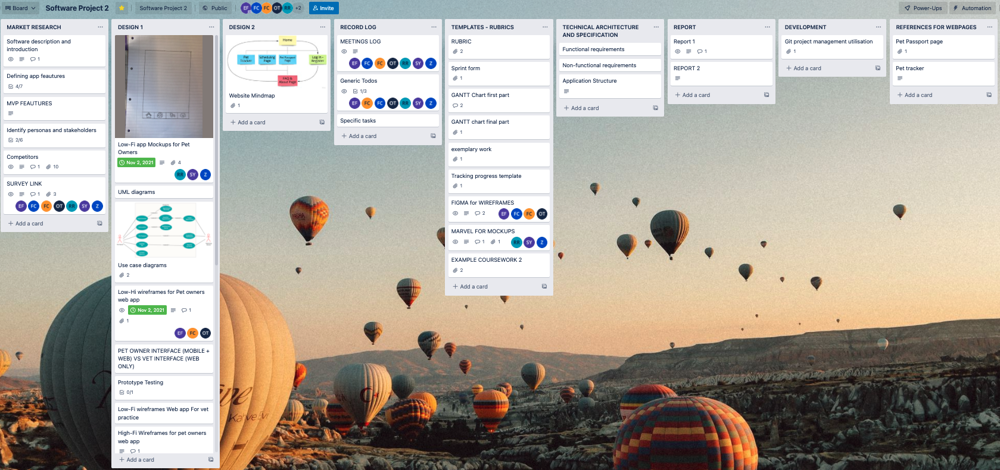 Board
Software Project 2
Software Project 2
Public
EF
FC
FC
OT
RR
+2
Invite
Power-Ups
Automation
MARKET RESEARCH
Software description and
introduction
1
Defining app feautures
4/7
MVP FEAUTURES
Identify personas and stakeholders
2/6
Competitors
1
10
SURVEY LINK
1
3
EF
FC
FC
OT
RR
SY
Z
Add a card
DESIGN 1
Low-Fi app Mockups for Pet
Owners
Nov 2, 2021
4
RR
SY
Z
UML diagrams
Use case diagrams
2
Low-Hi wireframes for Pet owners
web app
Nov 2, 2021
1
1
EF
FC
OT
PET OWNER INTERFACE (MOBILE +
WEB) VS VET INTERFACE (WEB
ONLY)
Prototype Testing
0/1
Low-Fi wireframes Web app For vet
practice
High-Fi Wireframes for pet owners
web app
1
Add a card
DESIGN 2
Home
Pet
Tracker
Scheduling
Page
Pet Passport
Page
Log In -
Register
FAQ &
About Page
Website Mindmap
1
Add a card
RECORD LOG
MEETINGS LOG
EF
FC
FC
OT
RR
SY
Z
Generic Todos
1/3
EF
FC
FC
OT
RR
SY
Z
Specific tasks
Add a card
TEMPLATES - RUBRICS
RUBRIC
2
Sprint form
1
GANTT Chart first part
2
GANTT chart final part
1
exemplary work
1
Tracking progress template
1
FIGMA for WIREFRAMES
2
EF
FC
FC
OT
MARVEL FOR MOCKUPS
1
1
RR
SY
Z
EXAMPLE COURSEWORK 2
2
Add a card
TECHNICAL ARCHITECTURE
AND SPECIFICATION
Functional requirements
Non-functional requirements
Application Structure
Add a card
REPORT
Report 1
1
REPORT 2
Add a card
DEVELOPMENT
Git project management utilisation
1
Add a card
REFERENCES FOR WEBPAGES
Pet Passport page
1
Pet tracker
Add a card